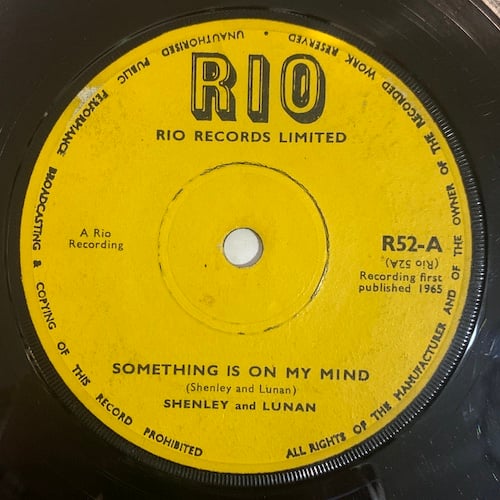 RIO
RIO RECORDS LIMITED
A Rio
Recording
R52-A
(Rio 52A)
Recording first
published 1965
SOMETHING IS ON MY MIND
(Shenley and Lunan)
SHENLEY and LUNAN
ALL RIGHTS OF THE MANUFACTURER AND OF THE OWNER OF THE RECORDED WORK RESERVED
UNAUTHORISED PUBLIC PERFORMANCE BROADCASTING & COPYING OF THIS RECORD PROHIBITED